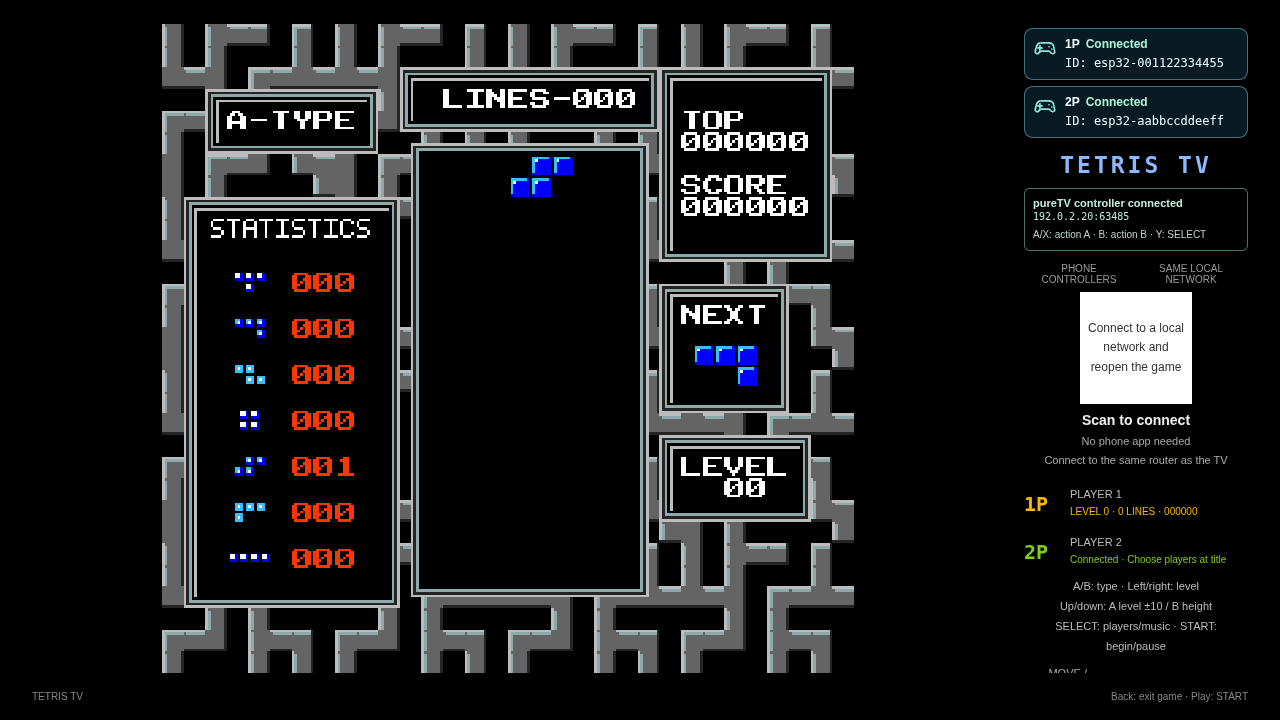 A-TYPE
LINES-000
TOP
000000
SCORE
000000
STATISTICS
000
000
000
000
001
000
000
NEXT
LEVEL
00
1P Connected
ID: esp32-001122334455
2P Connected
ID: esp32-aabbccddeeff
TETRIS TV
pureTV controller connected
192.0.2.20:63485
A/X: action A · B: action B · Y: SELECT
PHONE CONTROLLERS
SAME LOCAL NETWORK
Connect to a local
network and
reopen the game
Scan to connect
No phone app needed
Connect to the same router as the TV
1P
PLAYER 1
LEVEL 0 · 0 LINES · 000000
2P
PLAYER 2
Connected · Choose players at title
A/B: type · Left/right: level
Up/down: A level ±10 / B height
SELECT: players/music · START:
begin/pause
MOVE /
TETRIS TV
Back: exit game · Play: START